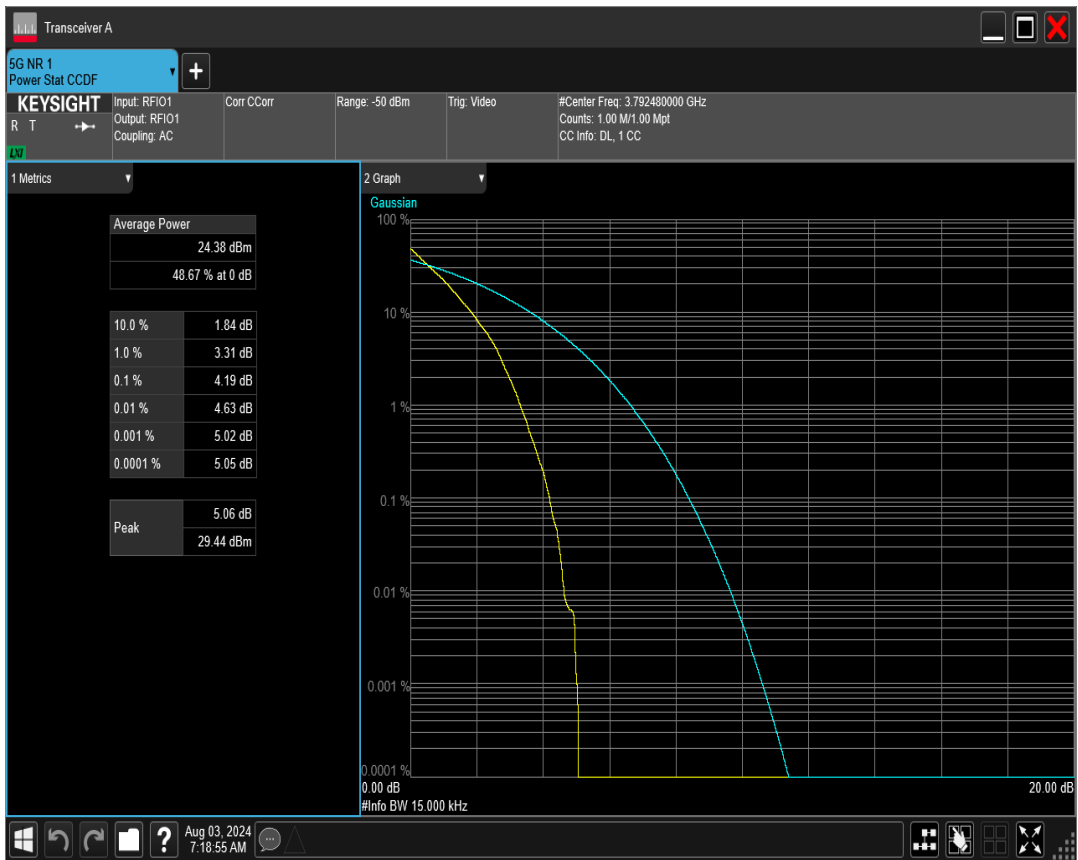 Transceiver A
5G NR 1
Power Stat CCDF
+
KEYSIGHT
R T
LXI
Input: RFIO1
Output: RFIO1
Coupling: AC
Corr CCorr
Range: -50 dBm
Trig: Video
#Center Freq: 3.792480000 GHz
Counts: 1.00 M/1.00 Mpt
CC Info: DL, 1 CC
1 Metrics
Average Power
24.38 dBm
48.67 % at 0 dB
10.0 % 1.84 dB
1.0 % 3.31 dB
0.1 % 4.19 dB
0.01 % 4.63 dB
0.001 % 5.02 dB
0.0001 % 5.05 dB
Peak
5.06 dB
29.44 dBm
2 Graph
Gaussian
100 %
10 %
1 %
0.1 %
0.01 %
0.001 %
0.0001 %
0.00 dB 20.00 dB
#Info BW 15.000 kHz
?
Aug 03, 2024
7:18:55 AM